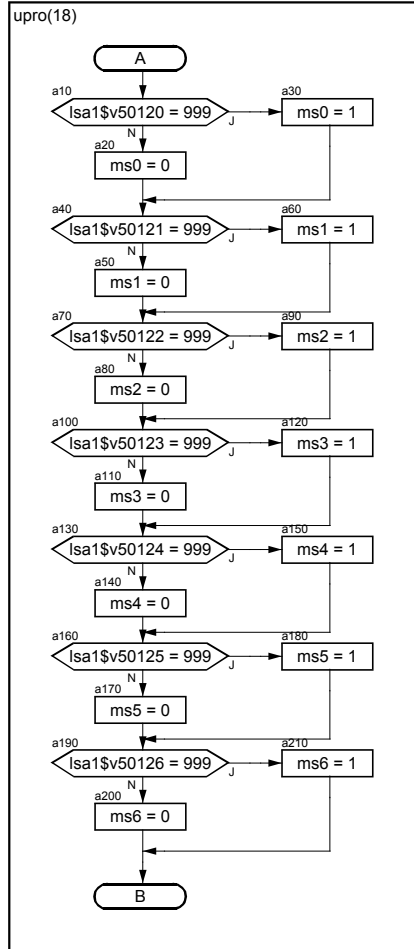 upro(18)
A
a10
lsa1$v50120 = 999
J
N
a30
ms0 = 1
a20
ms0 = 0
a40
lsa1$v50121 = 999
J
N
a60
ms1 = 1
a50
ms1 = 0
a70
lsa1$v50122 = 999
J
N
a90
ms2 = 1
a80
ms2 = 0
a100
lsa1$v50123 = 999
J
N
a120
ms3 = 1
a110
ms3 = 0
a130
lsa1$v50124 = 999
J
N
a150
ms4 = 1
a140
ms4 = 0
a160
lsa1$v50125 = 999
J
N
a180
ms5 = 1
a170
ms5 = 0
a190
lsa1$v50126 = 999
J
N
a210
ms6 = 1
a200
ms6 = 0
B